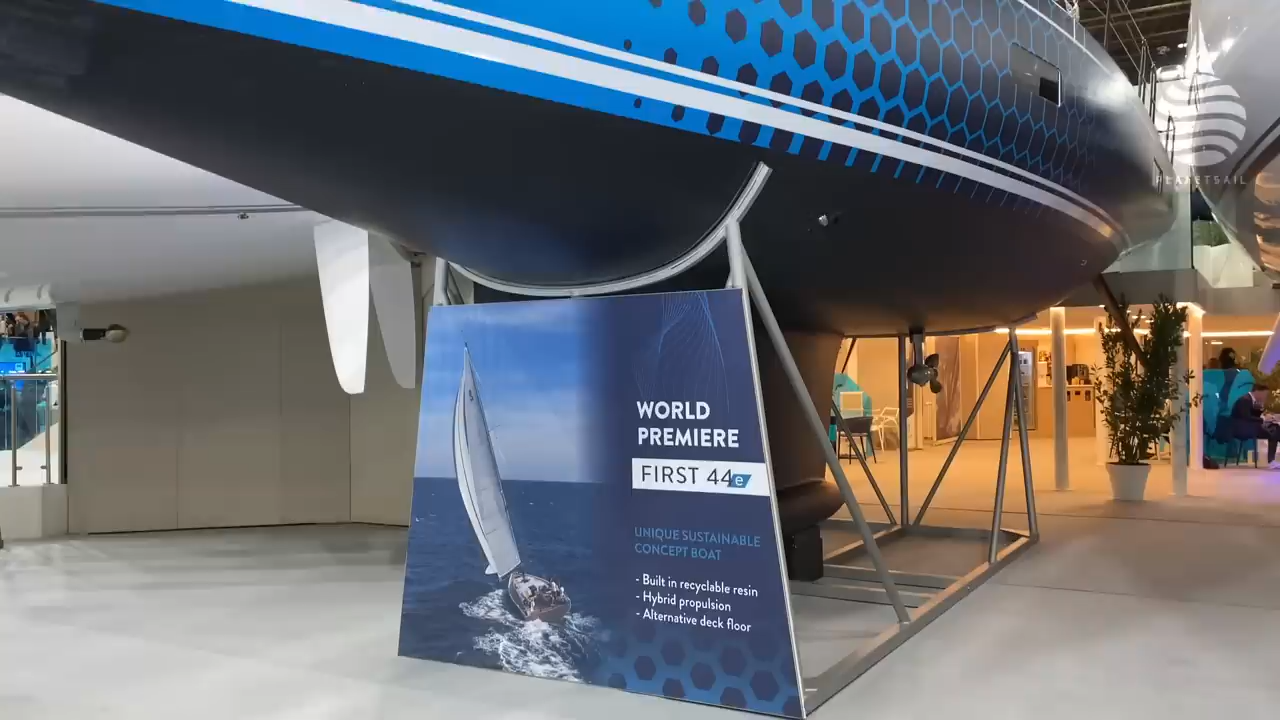 PLANETSAIL
WORLD
PREMIERE
FIRST 44e
UNIQUE SUSTAINABLE
CONCEPT BOAT
- Built in recyclable resin
- Hybrid propulsion
- Alternative deck floor